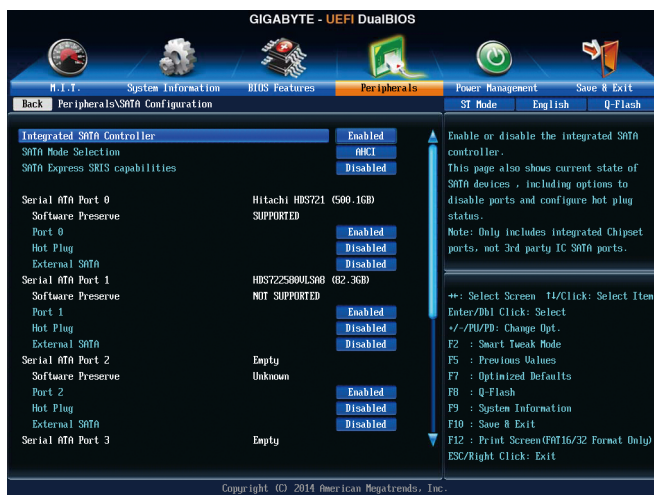 GIGABYTE - UEFI DualBIOS
M.I.T.
System Information
BIOS Features
Peripherals
Power Management
Save & Exit
Back Peripherals\SATA Configuration
ST Mode English Q-Flash
Integrated SATA Controller Enabled
SATA Mode Selection AHCI
SATA Express SRIS capabilities Disabled
Serial ATA Port 0 Hitachi HDS721 (500.1GB)
Software Preserve SUPPORTED
Port 0 Enabled
Hot Plug Disabled
External SATA Disabled
Serial ATA Port 1 HDS722580VLSA8 (82.3GB)
Software Preserve NOT SUPPORTED
Port 1 Enabled
Hot Plug Disabled
External SATA Disabled
Serial ATA Port 2 Empty
Software Preserve Unknown
Port 2 Enabled
Hot Plug Disabled
External SATA Disabled
Serial ATA Port 3 Empty
Enable or disable the integrated SATA
controller.
This page also shows current state of
SATA devices , including options to
disable ports and configure hot plug
status.
Note: Only includes integrated Chipset
ports, not 3rd party IC SATA ports.
→←: Select Screen ↑↓/Click: Select Item
Enter/Dbl Click: Select
+/-/PU/PD: Change Opt.
F2 : Smart Tweak Mode
F5 : Previous Values
F7 : Optimized Defaults
F8 : Q-Flash
F9 : System Information
F10 : Save & Exit
F12 : Print Screen(FAT16/32 Format Only)
ESC/Right Click: Exit
Copyright (C) 2014 American Megatrends, Inc.